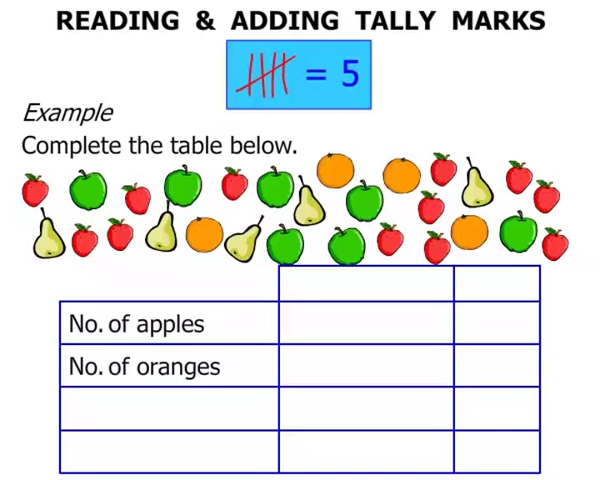 READING & ADDING TALLY MARKS
= 5
Example
Complete the table below.
No. of apples
No. of oranges